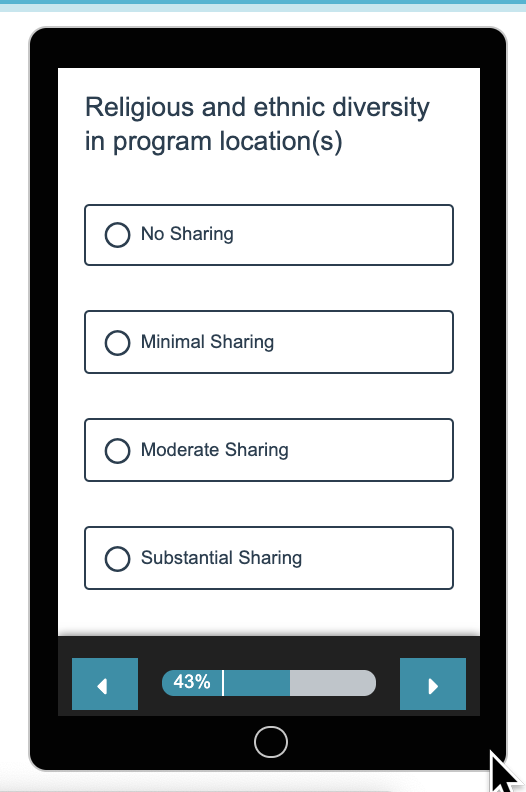 Religious and ethnic diversity
in program location(s)
No Sharing
Minimal Sharing
Moderate Sharing
Substantial Sharing
43%